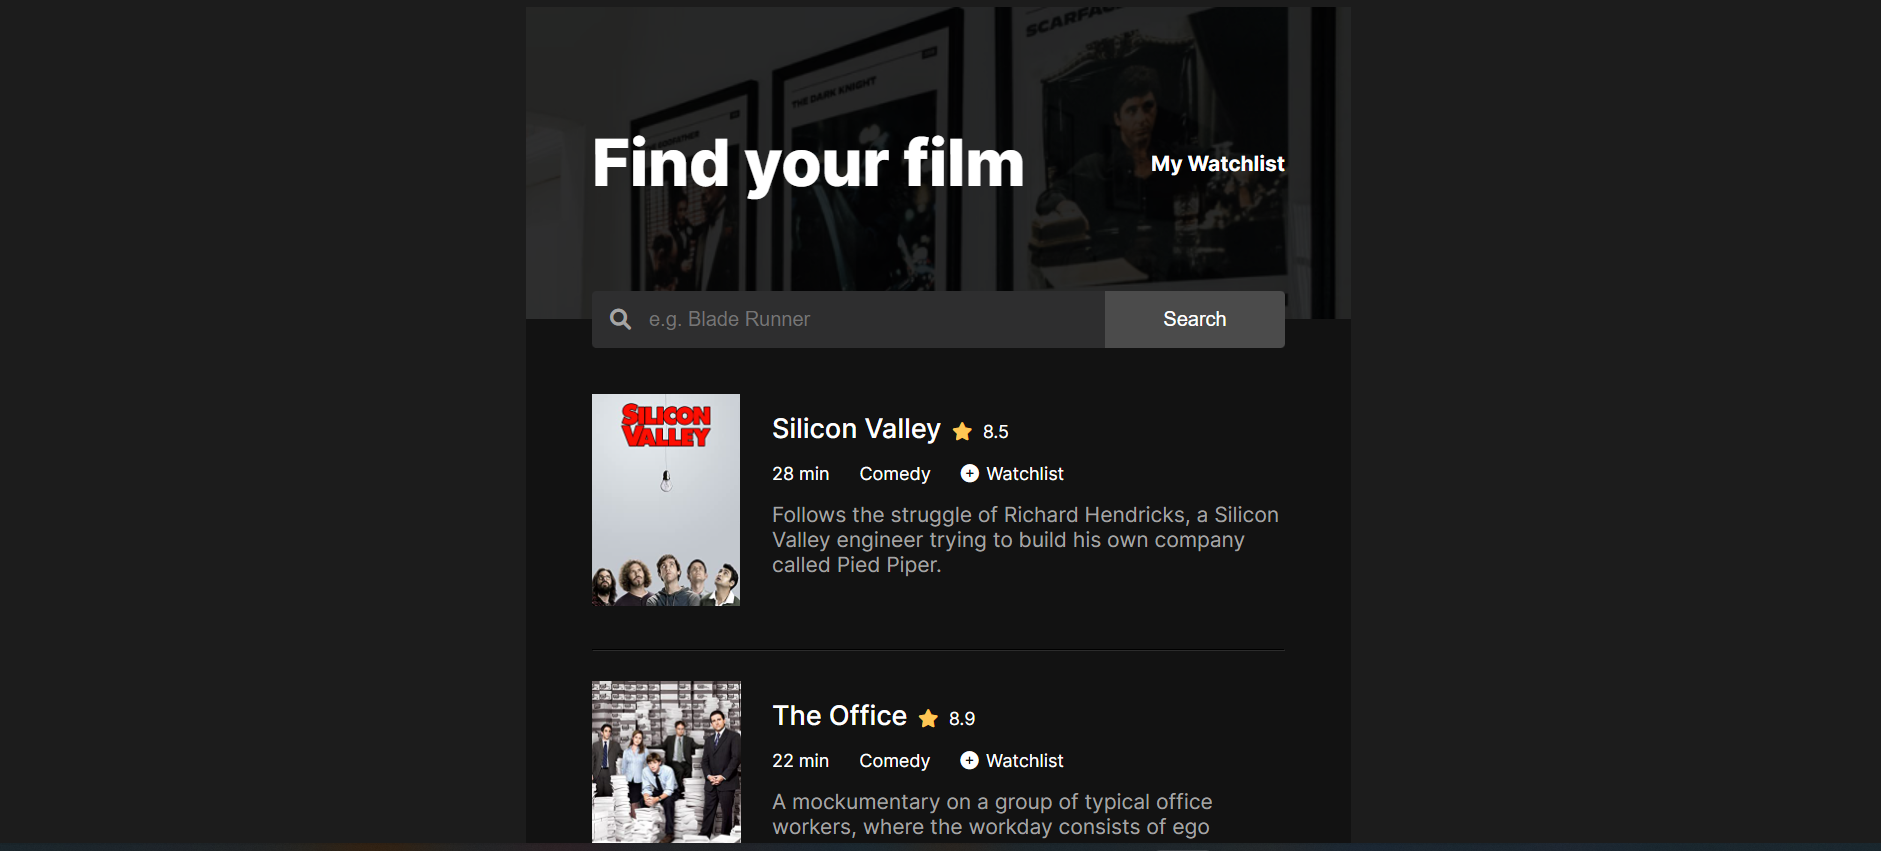 SCARFACE
THE DARK KNIGHT
GODFATHER
Find your film
My Watchlist
e.g. Blade Runner
Search
SILICON
VALLEY
Silicon Valley 8.5
28 min Comedy + Watchlist
Follows the struggle of Richard Hendricks, a Silicon
Valley engineer trying to build his own company
called Pied Piper.
The Office 8.9
22 min Comedy + Watchlist
A mockumentary on a group of typical office
workers, where the workday consists of ego